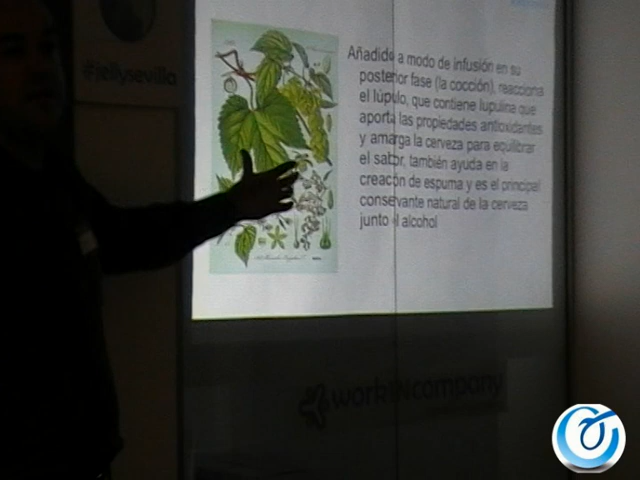 #jellysevilla
Añadido a modo de infusión en su
posterior fase (la cocción), reacciona
el lúpulo, que contiene lupulina que
aporta las propiedades antioxidantes
y amarga la cerveza para equilibrar
el sabor, también ayuda en la
creación de espuma y es el principal
conservante natural de la cerveza
junto al alcohol
workINcompany